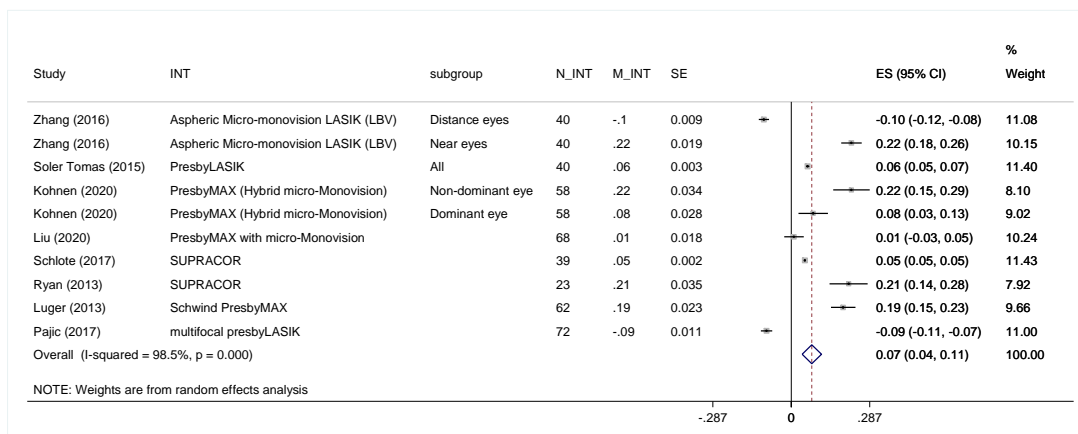 %
Study INT subgroup N_INT M_INT SE ES (95% CI) Weight
Zhang (2016) Aspheric Micro-monovision LASIK (LBV) Distance eyes 40 -.1 0.009 -0.10 (-0.12, -0.08) 11.08
Zhang (2016) Aspheric Micro-monovision LASIK (LBV) Near eyes 40 .22 0.019 0.22 (0.18, 0.26) 10.15
Soler Tomas (2015) PresbyLASIK All 40 .06 0.003 0.06 (0.05, 0.07) 11.40
Kohnen (2020) PresbyMAX (Hybrid micro-Monovision) Non-dominant eye 58 .22 0.034 0.22 (0.15, 0.29) 8.10
Kohnen (2020) PresbyMAX (Hybrid micro-Monovision) Dominant eye 58 .08 0.028 0.08 (0.03, 0.13) 9.02
Liu (2020) PresbyMAX with micro-Monovision 68 .01 0.018 0.01 (-0.03, 0.05) 10.24
Schlote (2017) SUPRACOR 39 .05 0.002 0.05 (0.05, 0.05) 11.43
Ryan (2013) SUPRACOR 23 .21 0.035 0.21 (0.14, 0.28) 7.92
Luger (2013) Schwind PresbyMAX 62 .19 0.023 0.19 (0.15, 0.23) 9.66
Pajic (2017) multifocal presbyLASIK 72 -.09 0.011 -0.09 (-0.11, -0.07) 11.00
Overall (I-squared = 98.5%, p = 0.000) 0.07 (0.04, 0.11) 100.00
NOTE: Weights are from random effects analysis
-.287 0 .287